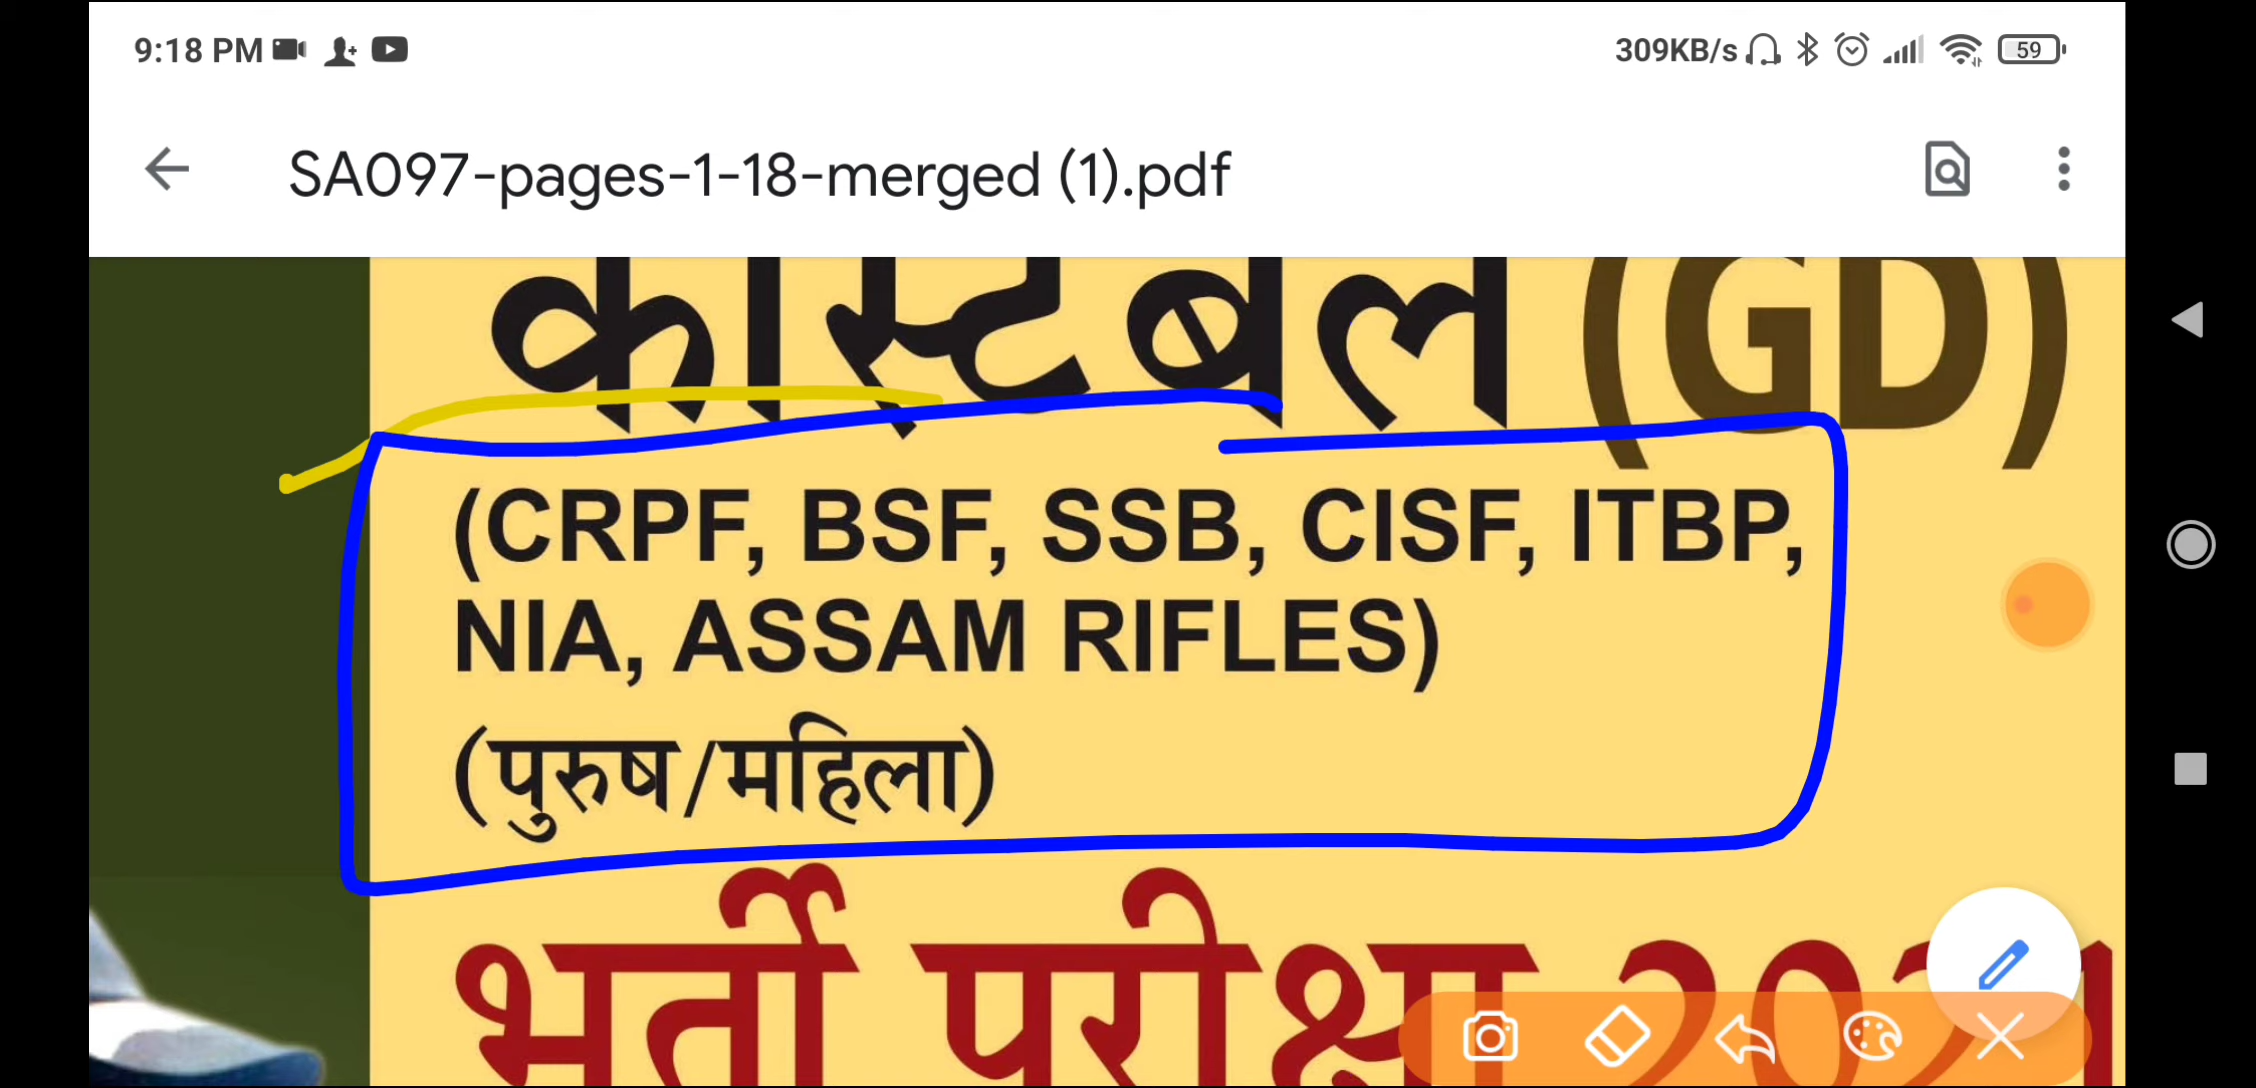 9:18 PM
309KB/s
59
SA097-pages-1-18-merged (1).pdf
कांस्टेबल (GD)
(CRPF, BSF, SSB, CISF, ITBP,
NIA, ASSAM RIFLES)
(पुरुष/महिला)
भर्ती परीक्षा 2021